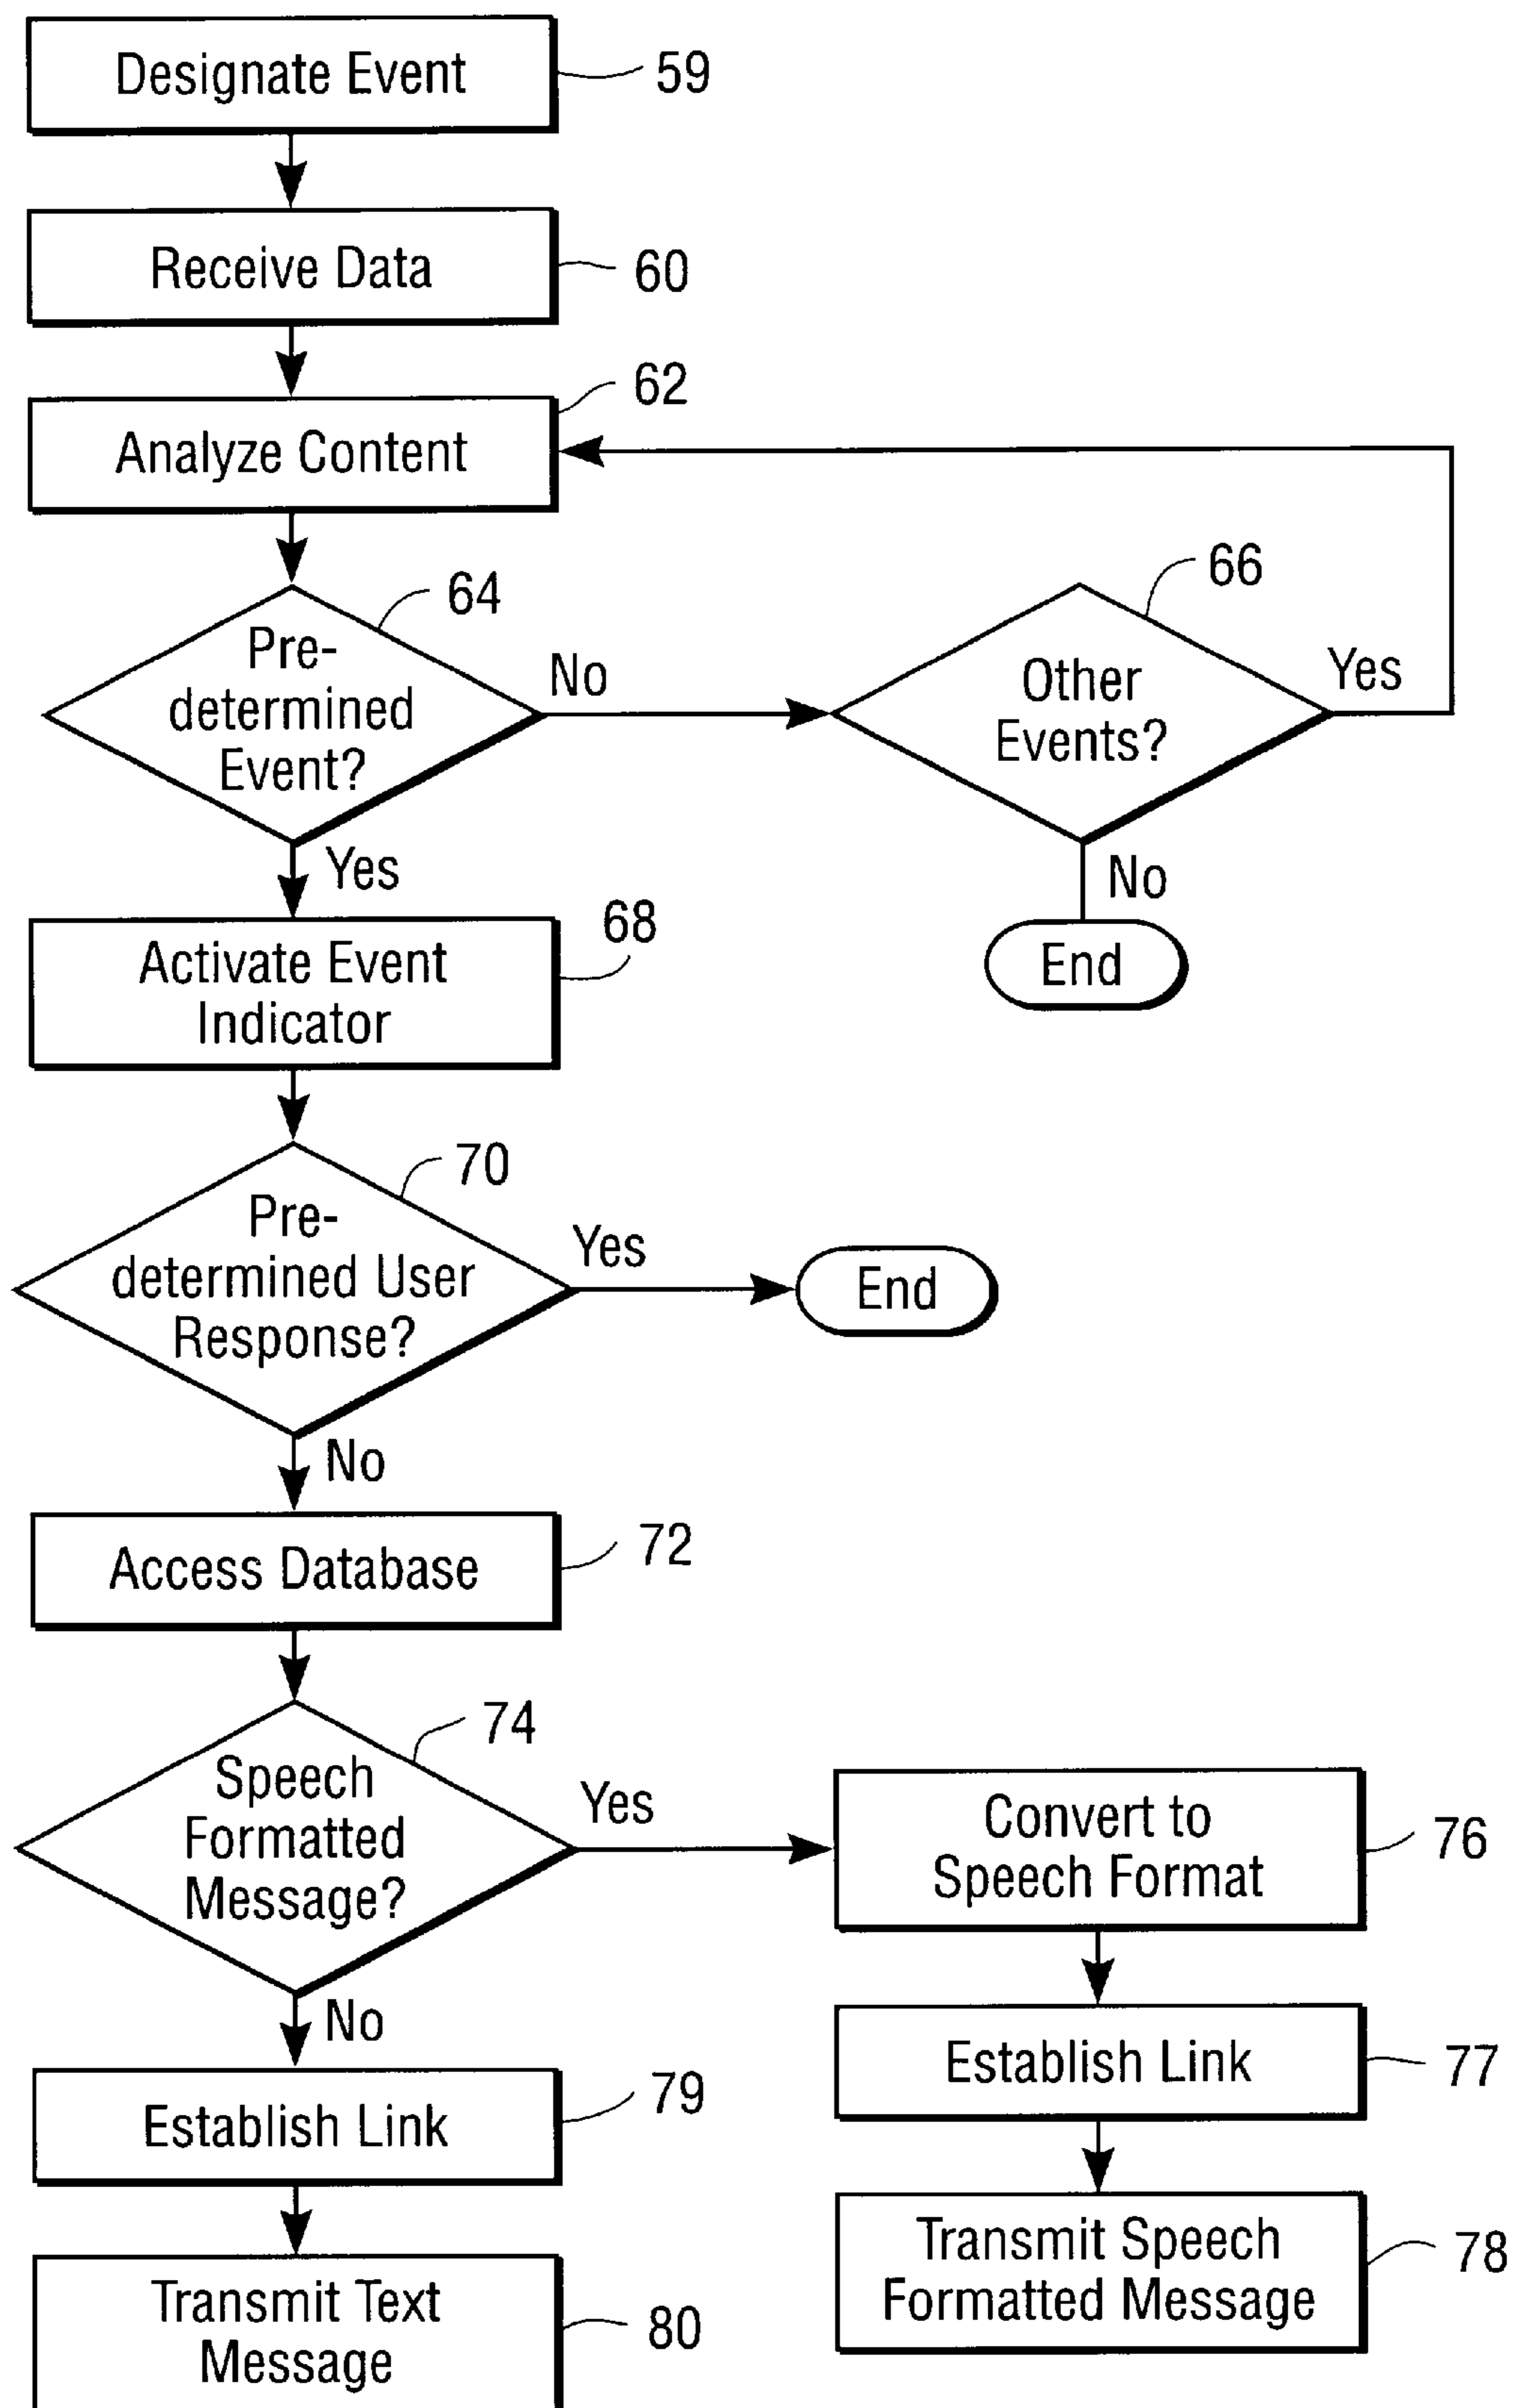 Designate Event
59
Receive Data
60
62
Analyze Content
64
66
Pre-
determined
Event?
No
Other
Events?
Yes
Yes
No
68
Activate Event
Indicator
End
70
Pre-
determined User
Response?
Yes
End
No
Access Database
72
74
Speech
Formatted
Message?
Yes
Convert to
Speech Format
76
No
Establish Link
77
Establish Link
79
Transmit Speech
Formatted Message
78
Transmit Text
Message
80